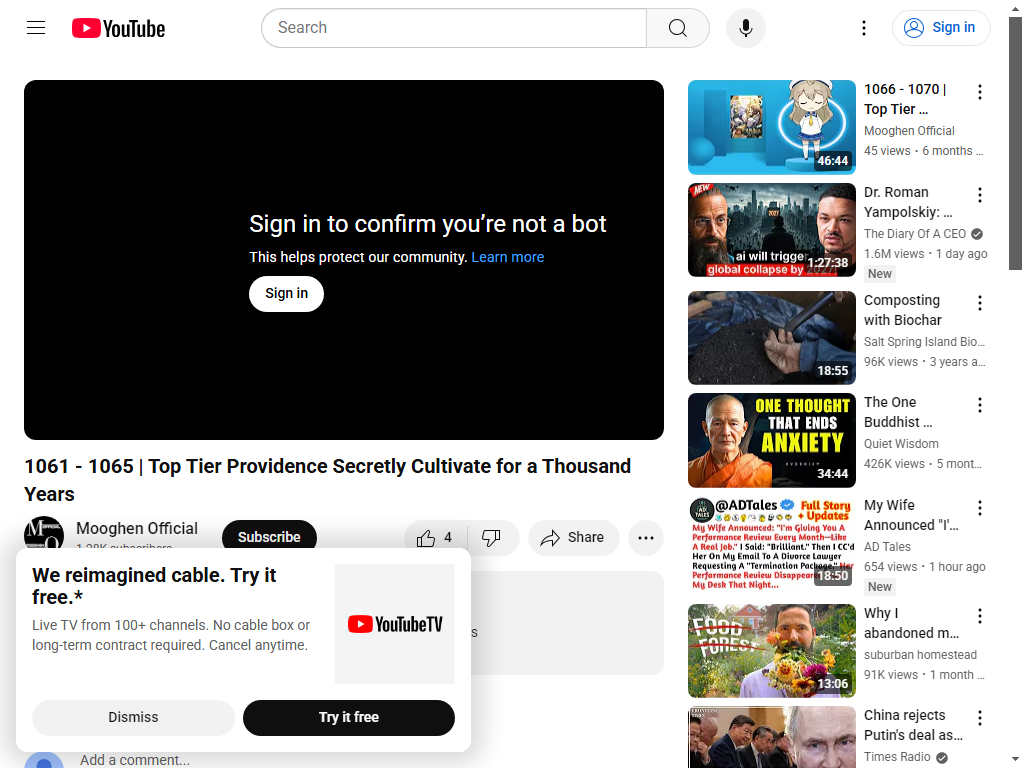 YouTube
Search
Sign in
Sign in to confirm you’re not a bot
This helps protect our community. Learn more
Sign in
1061 - 1065 | Top Tier Providence Secretly Cultivate for a Thousand
Years
Mooghen Official
Subscribe
4
Share
We reimagined cable. Try it
free.*
Live TV from 100+ channels. No cable box or
long-term contract required. Cancel anytime.
YouTubeTV
Dismiss
Try it free
Add a comment...
46:44
1066 - 1070 |
Top Tier ...
Mooghen Official
45 views • 6 months ...
NEW
2027
ai will trigger
global collapse by 2027
1:27:38
Dr. Roman
Yampolskiy: ...
The Diary Of A CEO
1.6M views • 1 day ago
New
18:55
Composting
with Biochar
Salt Spring Island Bio...
96K views • 3 years a...
ONE THOUGHT
THAT ENDS
ANXIETY
34:44
The One
Buddhist ...
Quiet Wisdom
426K views • 5 mont...
AD
TALES
@ADTales
Full Story
+ Updates
My Wife Announced: "I'm Giving You A
Performance Review Every Month—Like
A Real Job." I Said: "Brilliant." Then I CC'd
Her On My Email To A Divorce Lawyer
Requesting A "Termination Package." Her
Performance Review Disappeared
My Desk That Night...
18:50
My Wife
Announced "I'...
AD Tales
654 views • 1 hour ago
New
FOOD
FOREST
13:06
Why I
abandoned m...
suburban homestead
91K views • 1 month ...
China rejects
Putin's deal as...
Times Radio